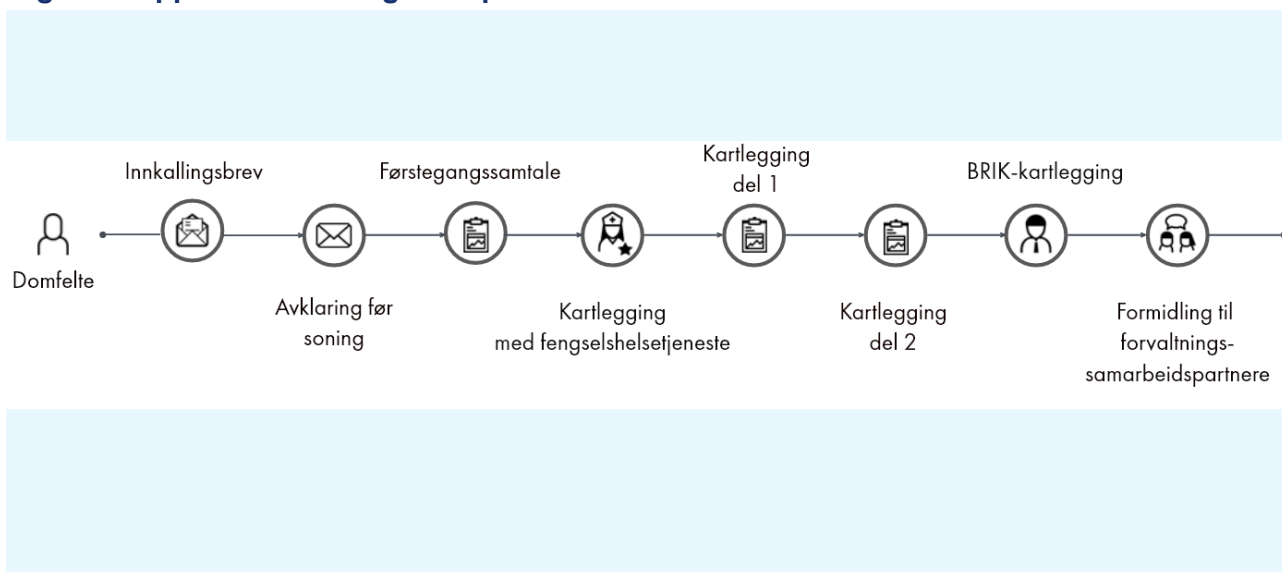 Innkallingsbrev
Førstegangssamtale
Kartlegging
del 1
BRIK-kartlegging
Domfelte
Avklaring før
soning
Kartlegging
med fengselshelsetjeneste
Kartlegging
del 2
Formidling til
forvaltnings-
samarbeidspartnere